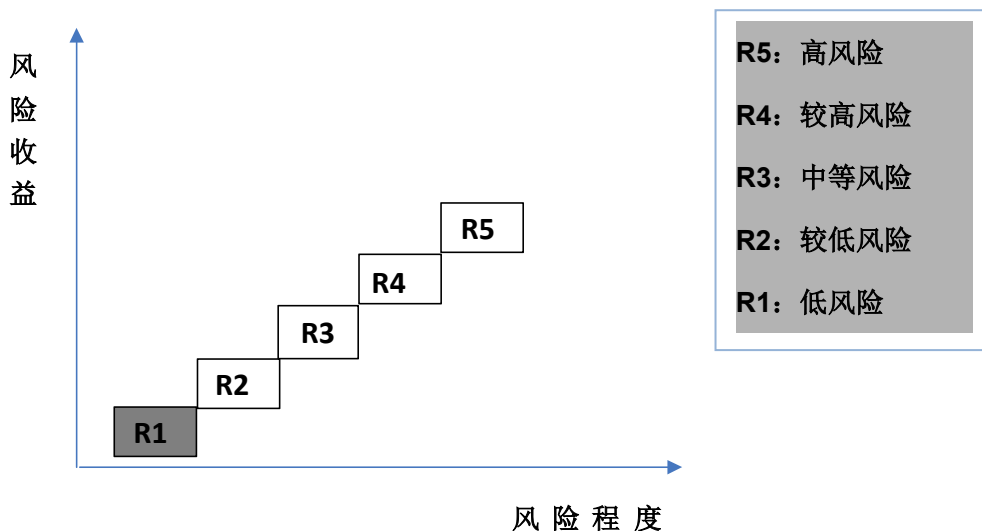 风险收益
R5
R4
R3
R2
R1
风 险 程 度
R5：高风险
R4：较高风险
R3：中等风险
R2：较低风险
R1：低风险